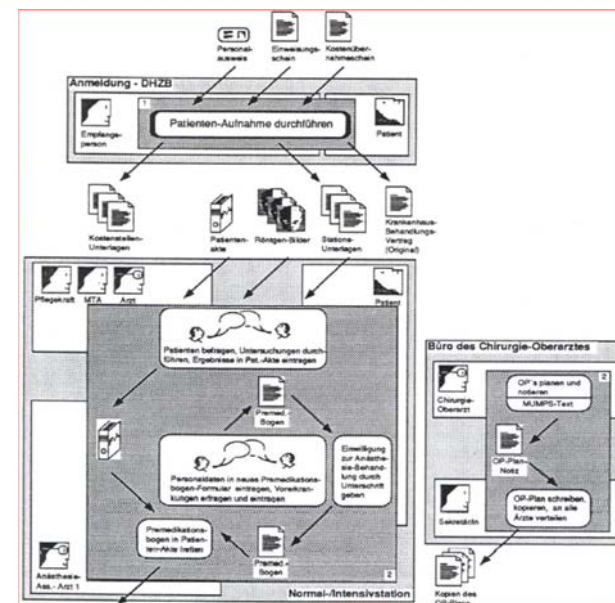 Personal-
ausweis
Einweisungs-
schein
Kostenüber-
nahmeschein
Anmeldung - DHZB
Empfangs-
person
1
Patienten-Aufnahme durchführen
Patient
Kostenstellen-
Unterlagen
Patienten-
akte
Röntgen-Bilder
Stations-
Unterlagen
Krankenhaus-
Behandlungs-
Vertrag
(Original)
Pflegekraft
MTA
Arzt
Patient
Patienten befragen, Untersuchungen durch-
führen, Ergebnisse in Pat.-Akte eintragen
Premed.-
Bogen
Personaldaten in neues Premedikations-
bogen-Formular eintragen, Vorerkran-
kungen erfragen und eintragen
Einwilligung
zur Anästhe-
sie-Behand-
lung durch
Unterschrift
geben
Premedikations-
bogen in Patien-
ten-Akte heften
Premed.-
Bogen
Anästhesie-
Ass.- Arzt 1
2
Normal-/Intensivstation
Büro des Chirurgie-Oberarztes
Chirurgie-
Oberarzt
2
OP's planen und
notieren
MUMPS-Text
OP-Plan-
Notiz
SekretärIn
OP-Plan schreiben,
kopieren, an alle
Ärzte verteilen
Kopien des
OP-Plans